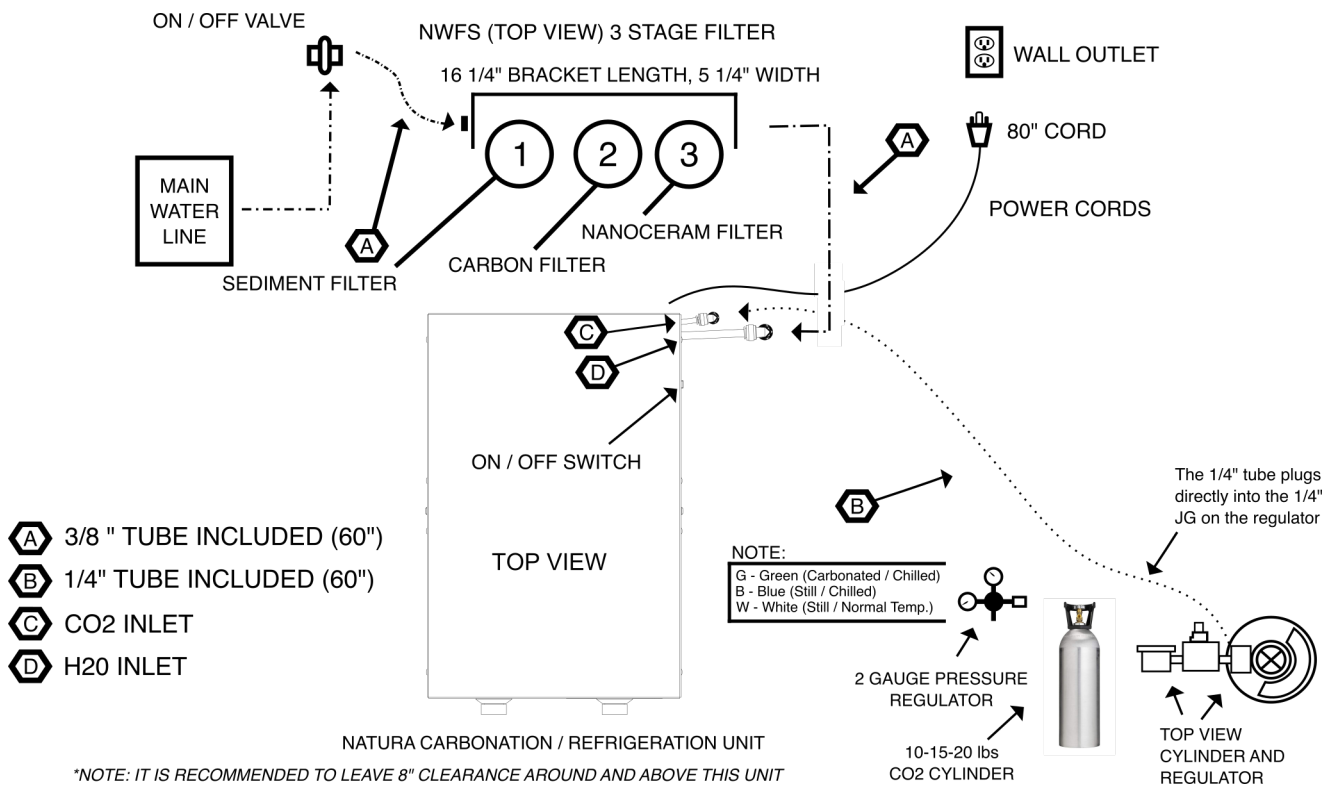 ON / OFF VALVE
NWFS (TOP VIEW) 3 STAGE FILTER
16 1/4" BRACKET LENGTH, 5 1/4" WIDTH
WALL OUTLET
80" CORD
POWER CORDS
MAIN
WATER
LINE
1
2
3
A
A
NANOCERAM FILTER
CARBON FILTER
SEDIMENT FILTER
C
D
ON / OFF SWITCH
B
The 1/4" tube plugs
directly into the 1/4"
JG on the regulator
A 3/8 " TUBE INCLUDED (60")
B 1/4" TUBE INCLUDED (60")
C CO2 INLET
D H20 INLET
TOP VIEW
NOTE:
G - Green (Carbonated / Chilled)
B - Blue (Still / Chilled)
W - White (Still / Normal Temp.)
2 GAUGE PRESSURE
REGULATOR
10-15-20 lbs
CO2 CYLINDER
TOP VIEW
CYLINDER AND
REGULATOR
NATURA CARBONATION / REFRIGERATION UNIT
*NOTE: IT IS RECOMMENDED TO LEAVE 8" CLEARANCE AROUND AND ABOVE THIS UNIT